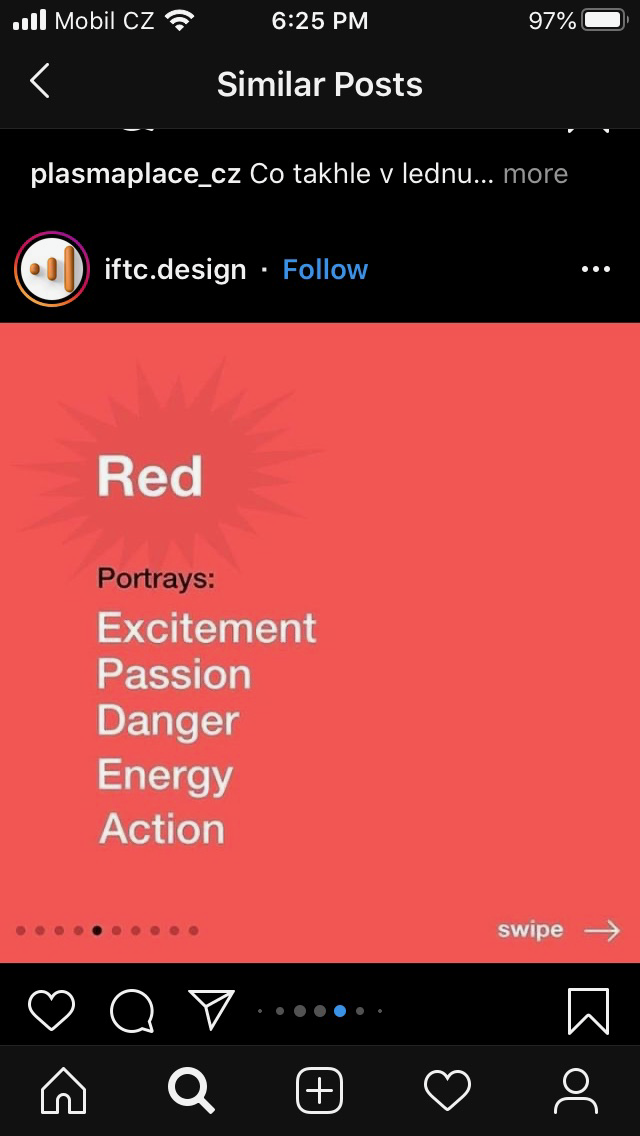 Mobil CZ 6:25 PM 97%
Similar Posts
plasmaplace_cz Co takhle v lednu... more
iftc.design · Follow
Red
Portrays:
Excitement
Passion
Danger
Energy
Action
swipe →